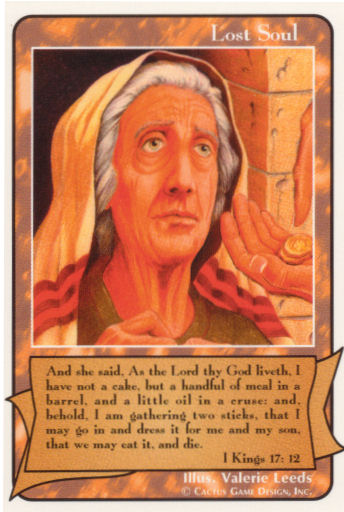 Lost Soul
And she said, As the Lord thy God liveth, I
have not a cake, but a handful of meal in a
barrel, and a little oil in a cruse: and,
behold, I am gathering two sticks, that I
may go in and dress it for me and my son,
that we may eat it, and die.
I Kings 17: 12
Illus. Valerie Leeds
© Cactus Game Design, Inc.